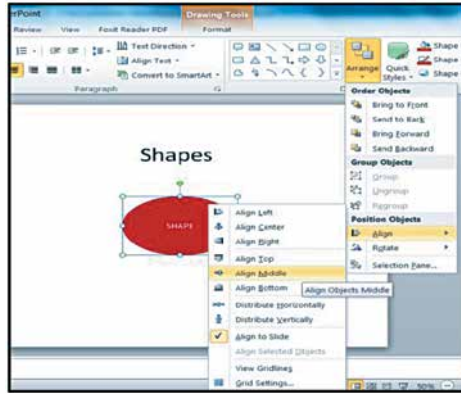 erPoint
Drawing Tools
Review View Foxit Reader PDF Format
Text Direction
Align Text
Convert to SmartArt
Paragraph
Arrange
Quick Styles
Shape
Shape
Shape
Order Objects
Bring to Front
Send to Back
Bring Forward
Send Backward
Group Objects
Group
Ungroup
Regroup
Position Objects
Align
Rotate
Selection Pane...
Shapes
SHAPE
Align Left
Align Center
Align Right
Align Top
Align Middle
Align Bottom
Align Objects Middle
Distribute Horizontally
Distribute Vertically
Align to Slide
Align Selected Objects
View Gridlines
Grid Settings...
50%